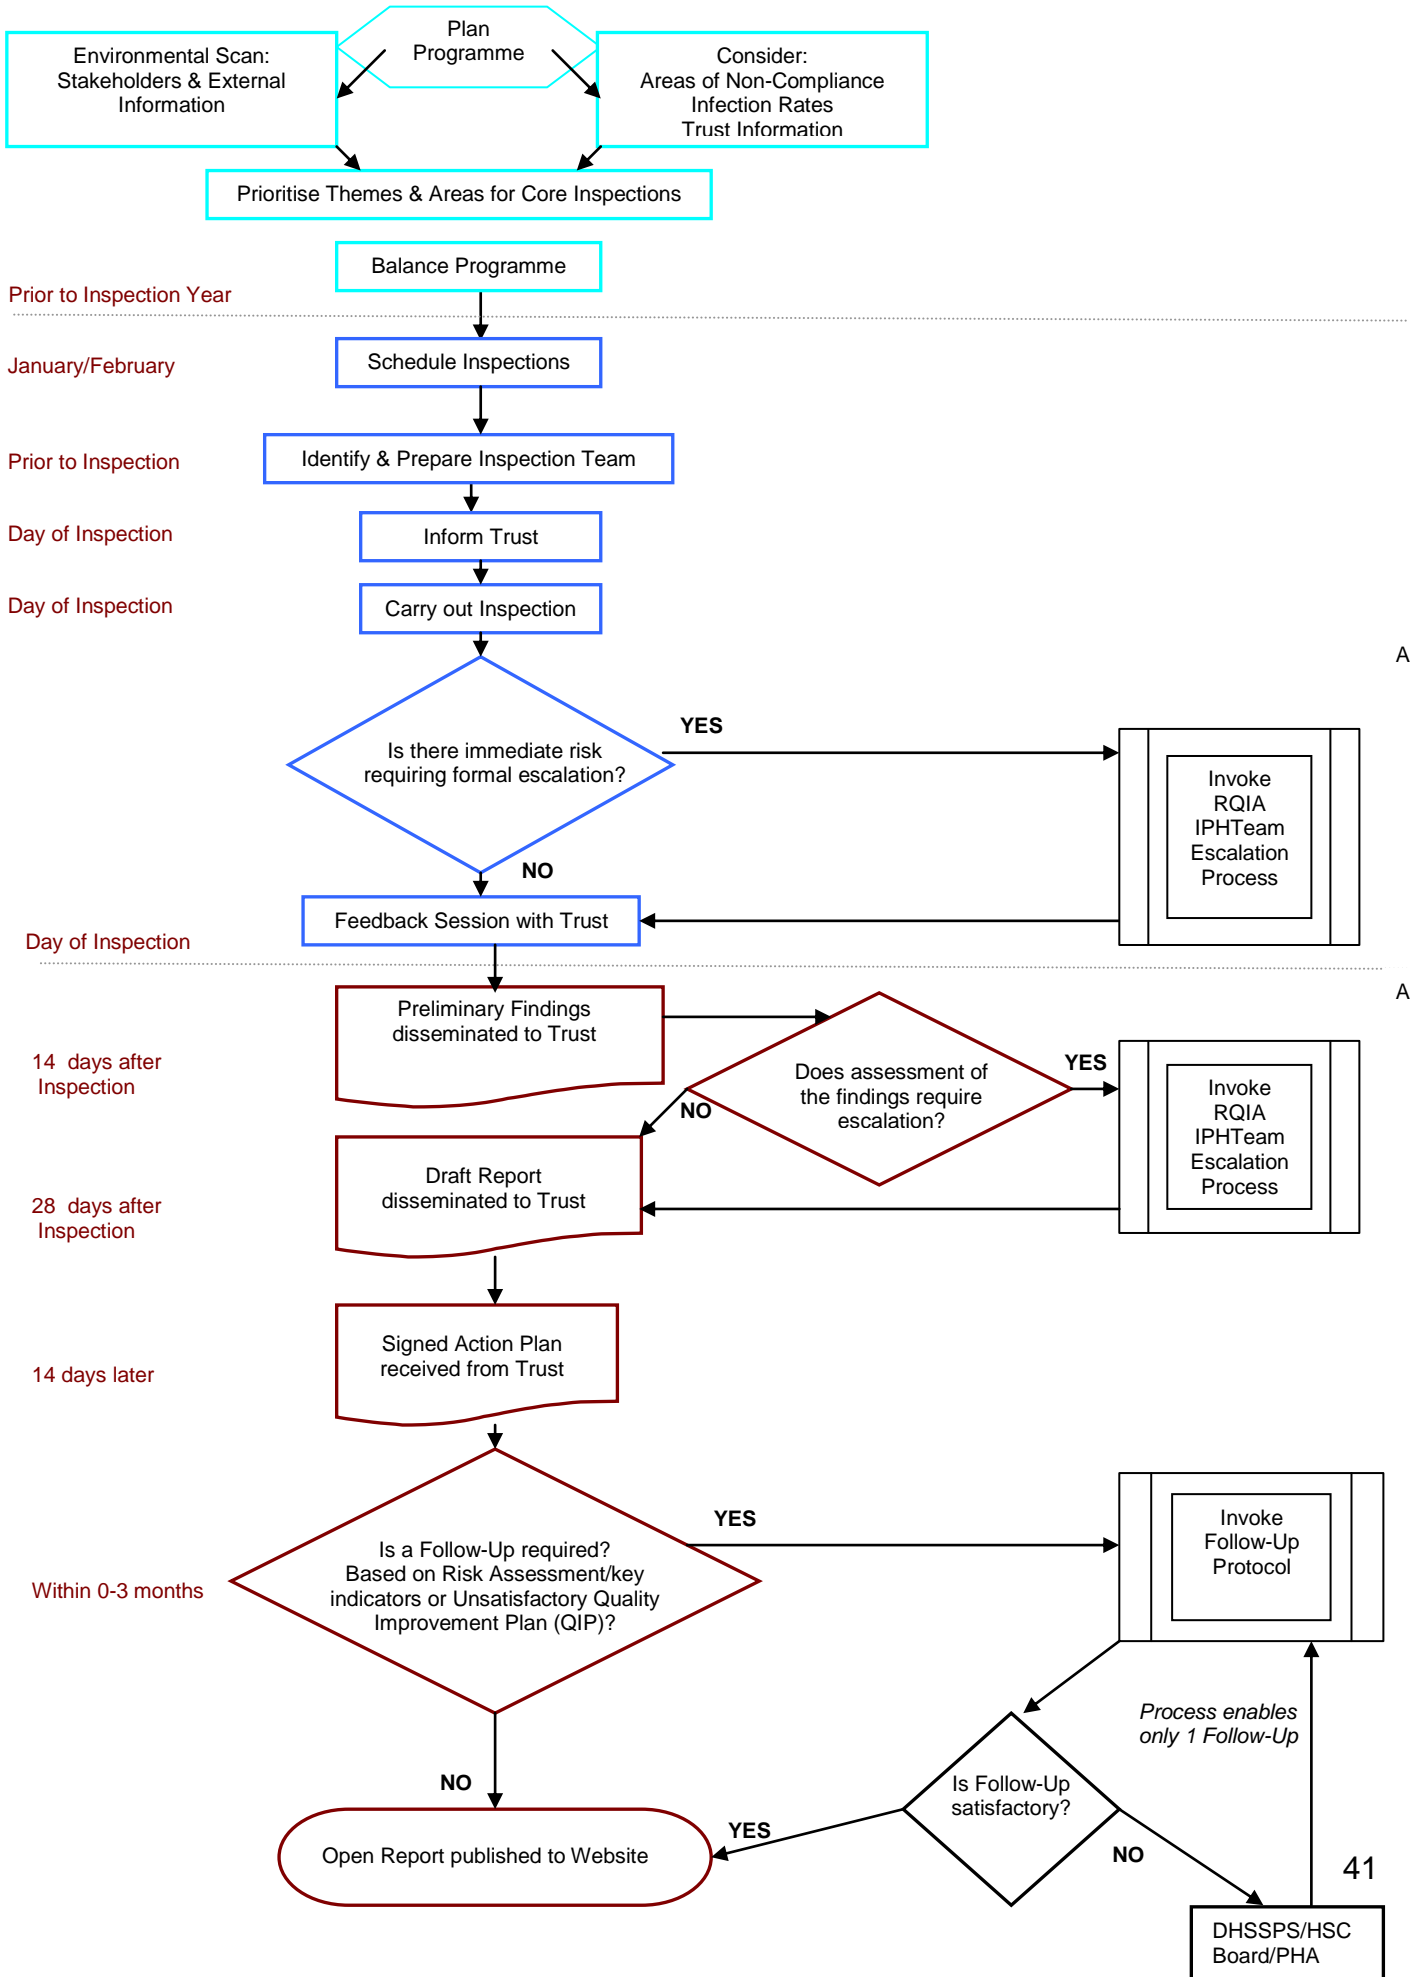 Plan
Programme
Environmental Scan:
Stakeholders & External
Information
Consider:
Areas of Non-Compliance
Infection Rates
Trust Information
Prioritise Themes & Areas for Core Inspections
Balance Programme
Prior to Inspection Year
January/February
Schedule Inspections
Prior to Inspection
Identify & Prepare Inspection Team
Day of Inspection
Inform Trust
Day of Inspection
Carry out Inspection
A
Is there immediate risk
requiring formal escalation?
YES
NO
Invoke
RQIA
IPHTeam
Escalation
Process
Feedback Session with Trust
Day of Inspection
A
Preliminary Findings
disseminated to Trust
14 days after
Inspection
Does assessment of
the findings require
escalation?
YES
NO
Invoke
RQIA
IPHTeam
Escalation
Process
Draft Report
disseminated to Trust
28 days after
Inspection
Signed Action Plan
received from Trust
14 days later
Is a Follow-Up required?
Based on Risk Assessment/key
indicators or Unsatisfactory Quality
Improvement Plan (QIP)?
Within 0-3 months
YES
NO
Invoke
Follow-Up
Protocol
Process enables
only 1 Follow-Up
Is Follow-Up
satisfactory?
YES
NO
Open Report published to Website
41
DHSSPS/HSC
Board/PHA